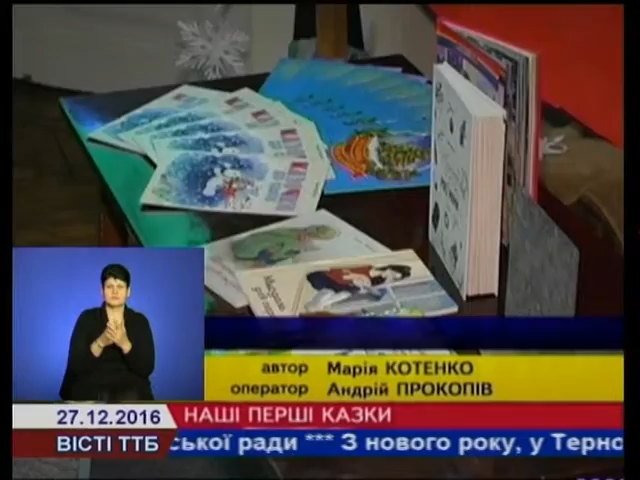 автор Марія КОТЕНКО
оператор Андрій ПРОКОПІВ
27.12.2016 НАШІ ПЕРШІ КАЗКИ
ВІСТІ ТТБ ської ради *** З нового року, у Терно